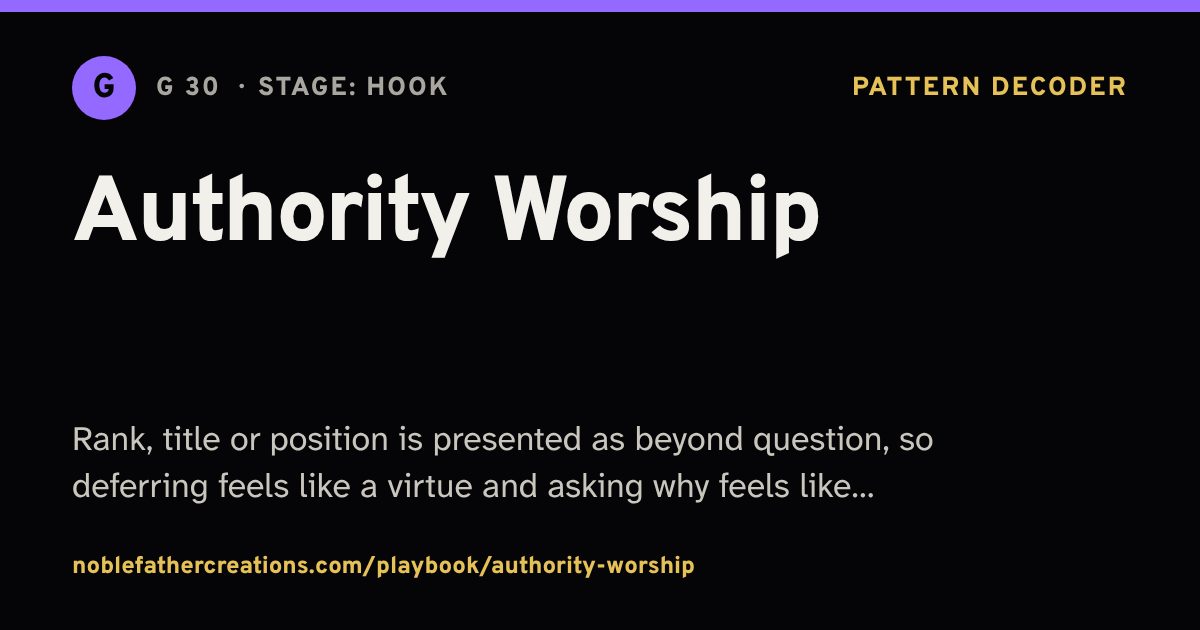 G
G 30 · STAGE: HOOK
PATTERN DECODER
Authority Worship
Rank, title or position is presented as beyond question, so
deferring feels like a virtue and asking why feels like…
noblefathercreations.com/playbook/authority-worship